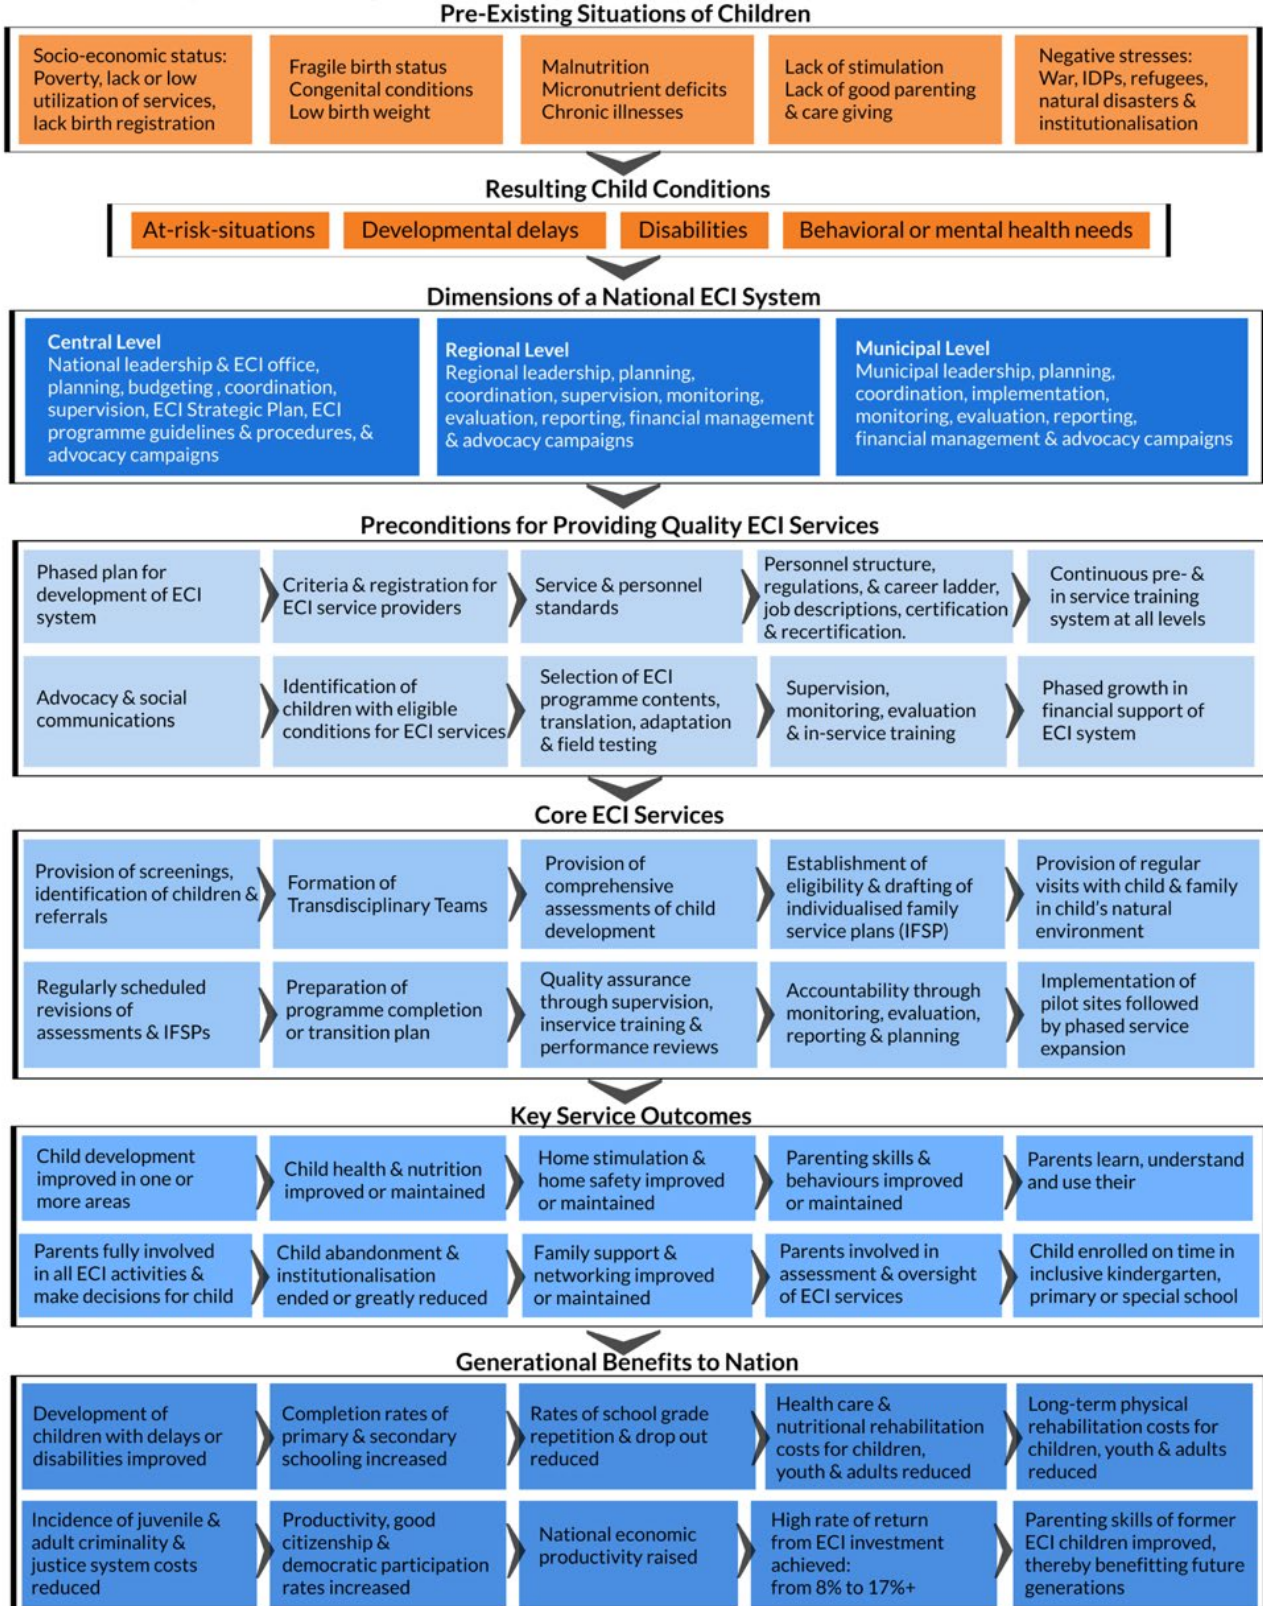 Pre-Existing Situations of Children
Socio-economic status:
Poverty, lack or low
utilization of services,
lack birth registration
Fragile birth status
Congenital conditions
Low birth weight
Malnutrition
Micronutrient deficits
Chronic illnesses
Lack of stimulation
Lack of good parenting
& care giving
Negative stresses:
War, IDPs, refugees,
natural disasters &
institutionalisation
Resulting Child Conditions
At-risk-situations
Developmental delays
Disabilities
Behavioral or mental health needs
Dimensions of a National ECI System
Central Level
National leadership & ECI office,
planning, budgeting , coordination,
supervision, ECI Strategic Plan, ECI
programme guidelines & procedures, &
advocacy campaigns
Regional Level
Regional leadership, planning,
coordination, supervision, monitoring,
evaluation, reporting, financial management
& advocacy campaigns
Municipal Level
Municipal leadership, planning,
coordination, implementation,
monitoring, evaluation, reporting,
financial management & advocacy campaigns
Preconditions for Providing Quality ECI Services
Phased plan for
development of ECI
system
Criteria & registration for
ECI service providers
Service & personnel
standards
Personnel structure,
regulations, & career ladder,
job descriptions, certification
& recertification.
Continuous pre- &
in service training
system at all levels
Advocacy & social
communications
Identification of
children with eligible
conditions for ECI services
Selection of ECI
programme contents,
translation, adaptation
& field testing
Supervision,
monitoring, evaluation
& in-service training
Phased growth in
financial support of
ECI system
Core ECI Services
Provision of screenings,
identification of children &
referrals
Formation of
Transdisciplinary Teams
Provision of
comprehensive
assessments of child
development
Establishment of
eligibility & drafting of
individualised family
service plans (IFSP)
Provision of regular
visits with child & family
in child's natural
environment
Regularly scheduled
revisions of
assessments & IFSPs
Preparation of
programme completion
or transition plan
Quality assurance
through supervision,
inservice training &
performance reviews
Accountability through
monitoring, evaluation,
reporting & planning
Implementation of
pilot sites followed
by phased service
expansion
Key Service Outcomes
Child development
improved in one or
more areas
Child health & nutrition
improved or maintained
Home stimulation &
home safety improved
or maintained
Parenting skills &
behaviours improved
or maintained
Parents learn, understand
and use their
Parents fully involved
in all ECI activities &
make decisions for child
Child abandonment &
institutionalisation
ended or greatly reduced
Family support &
networking improved
or maintained
Parents involved in
assessment & oversight
of ECI services
Child enrolled on time in
inclusive kindergarten,
primary or special school
Generational Benefits to Nation
Development of
children with delays or
disabilities improved
Completion rates of
primary & secondary
schooling increased
Rates of school grade
repetition & drop out
reduced
Health care &
nutritional rehabilitation
costs for children,
youth & adults reduced
Long-term physical
rehabilitation costs for
children, youth & adults
reduced
Incidence of juvenile &
adult criminality &
justice system costs
reduced
Productivity, good
citizenship &
democratic participation
rates increased
National economic
productivity raised
High rate of return
from ECI investment
achieved:
from 8% to 17%+
Parenting skills of former
ECI children improved,
thereby benefitting future
generations